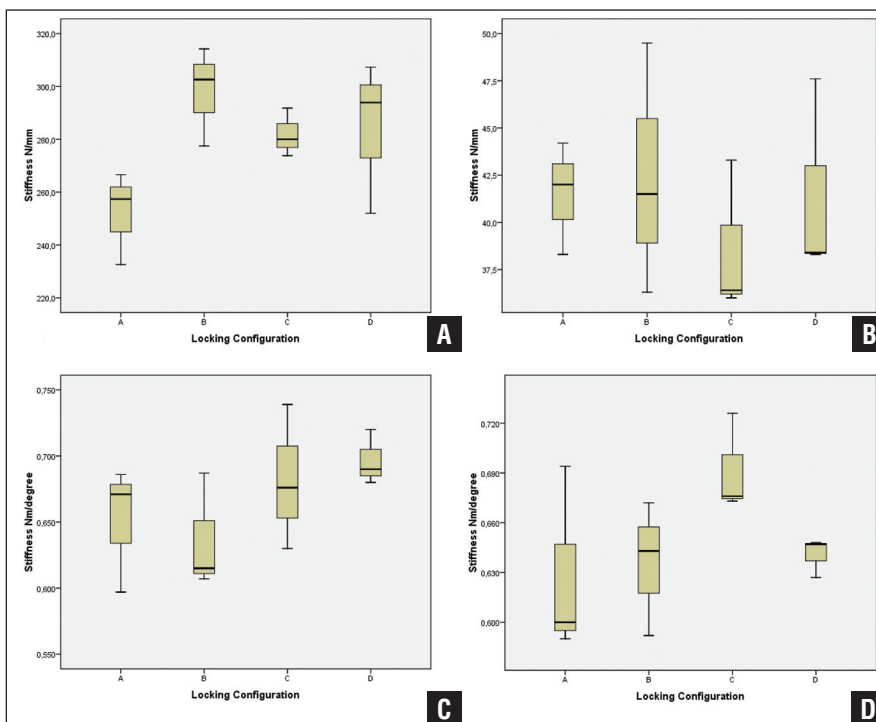 320,0
300,0
280,0
260,0
240,0
220,0
Stiffness N/mm
A B C D
Locking Configuration
A
50,0
47,5
45,0
42,5
40,0
37,5
Stiffness N/mm
A B C D
Locking Configuration
B
0,750
0,700
0,650
0,600
0,550
Stiffness Nm/degree
A B C D
Locking Configuration
C
0,720
0,690
0,660
0,630
0,600
Stiffness Nm/degree
A B C D
Locking Configuration
D